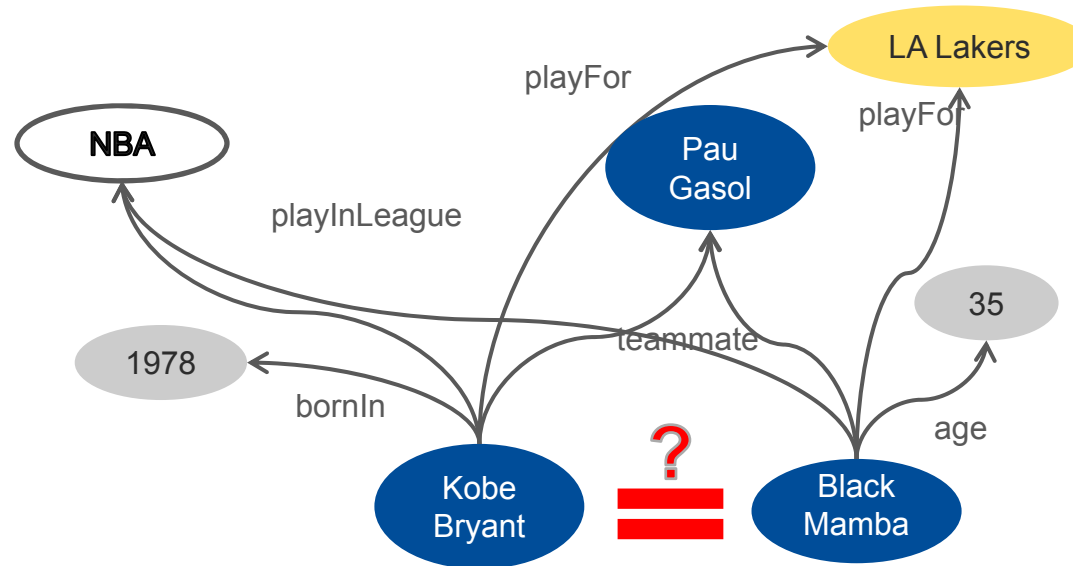 LA Lakers
playFor
playFor
NBA
Pau
Gasol
playInLeague
35
teammate
1978
bornIn
age
?
Kobe
Bryant
Black
Mamba